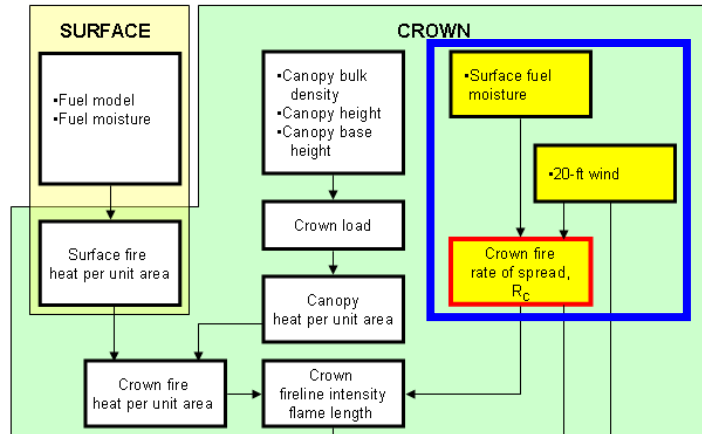 SURFACE
▪Fuel model
▪Fuel moisture
Surface fire
heat per unit area
CROWN
▪Canopy bulk
density
▪Canopy height
▪Canopy base
height
Crown load
Canopy
heat per unit area
▪Surface fuel
moisture
▪20-ft wind
Crown fire
rate of spread,
R꜀
Crown fire
heat per unit area
Crown
fireline intensity
flame length